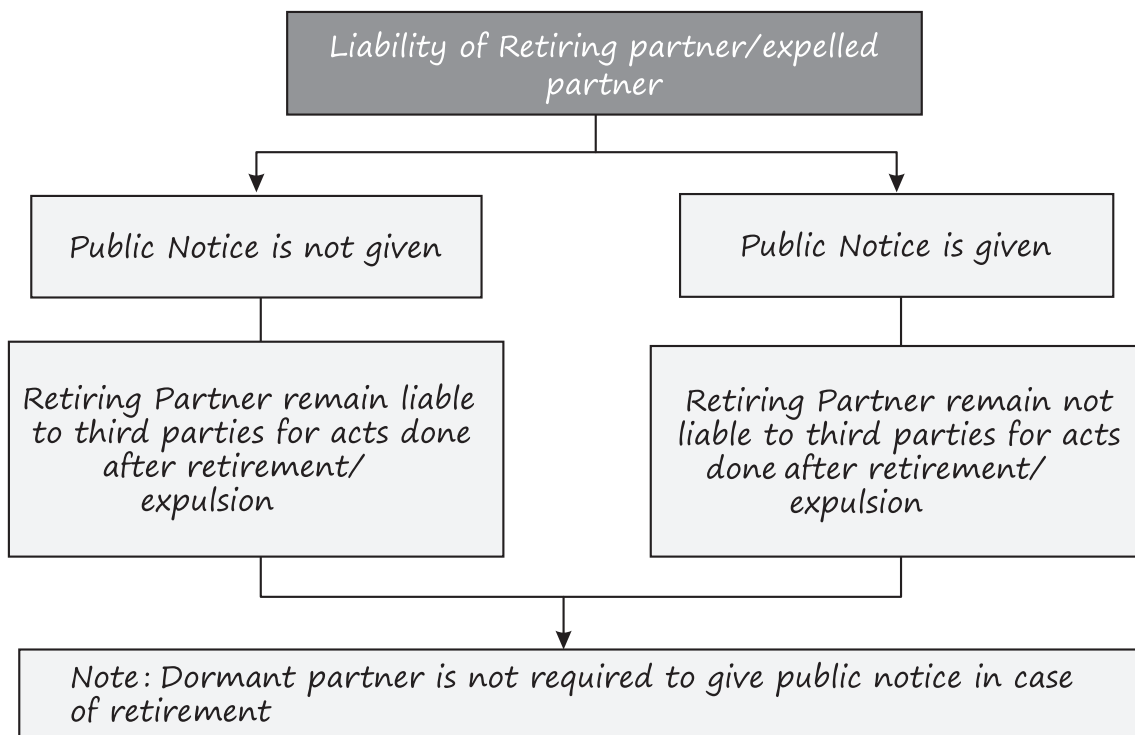 Liability of Retiring partner/expelled
partner
Public Notice is not given
Public Notice is given
Retiring Partner remain liable
to third parties for acts done
after retirement/
expulsion
Retiring Partner remain not
liable to third parties for acts
done after retirement/
expulsion
Note: Dormant partner is not required to give public notice in case
of retirement